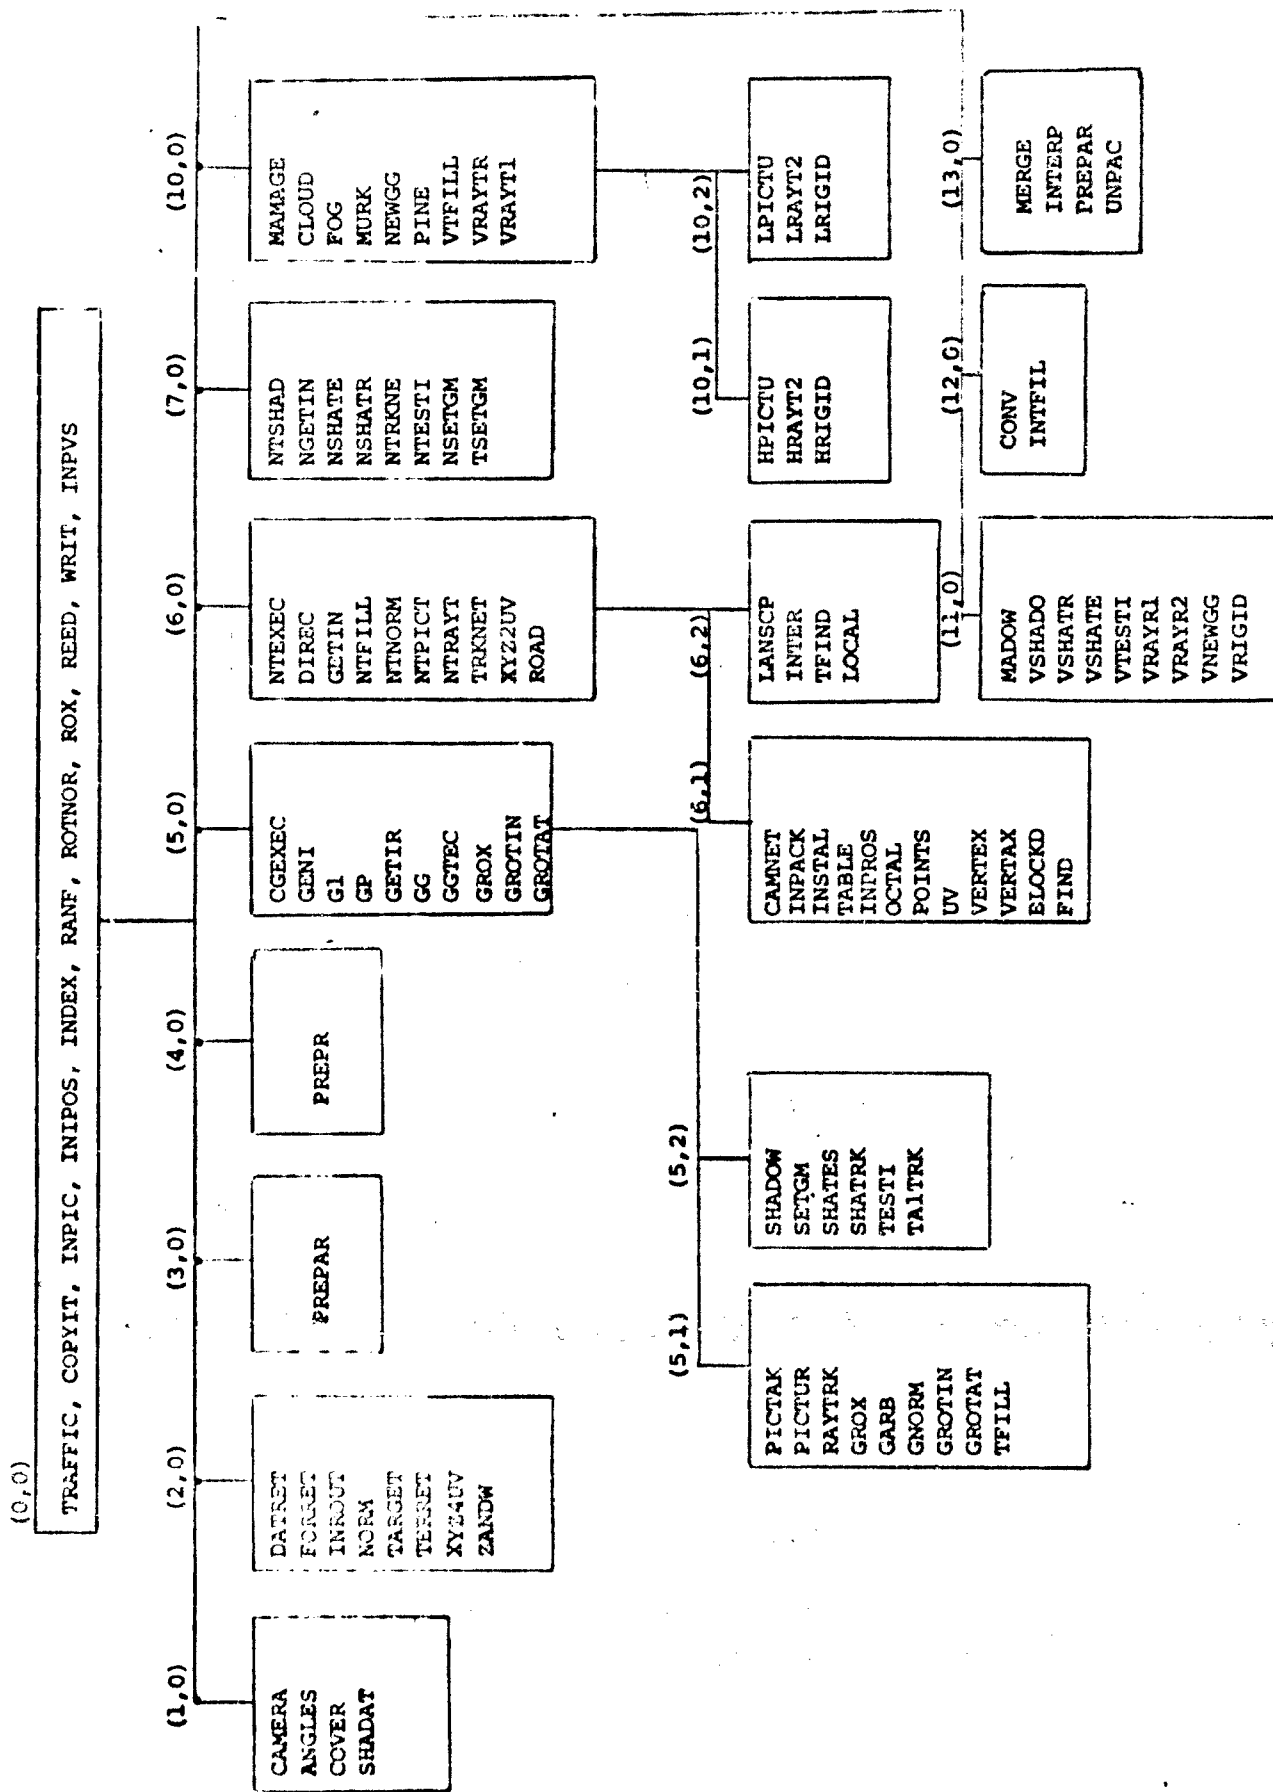 (0,0)
TRAFFIC, COPYIT, INPIC, INIPOS, INDEX, RANF, ROTNOR, ROX, REED, WRIT, INPVS
(1,0)
CAMERA
ANGLES
COVER
SHADAT
(2,0)
DATRET
FORRET
INROUT
NORM
TARGET
TERRET
XYZ4UV
ZANDW
(3,0)
PREPAR
(4,0)
PREPR
(5,0)
CGEXEC
GENI
G1
GP
GETIR
GG
GGTEC
GROX
GROTIN
GROTAT
(6,0)
NTEXEC
DIREC
GETIN
NTFILL
NTNORM
NTPICT
NTRAYT
TRKNET
XYZ2UV
ROAD
(7,0)
NTSHAD
NGETIN
NSHATE
NSHATR
NTRKNE
NTESTI
NSETGM
TSETGM
(10,0)
MAMAGE
CLOUD
FOG
MURK
NEWGG
PINE
VTFILL
VRAYTR
VRAYT1
(5,1)
PICTAK
PICTUR
RAYTRK
GROX
GARB
GNORM
GROTIN
GROTAT
TFILL
(5,2)
SHADOW
SETGM
SHATES
SHATRK
TESTI
TA1TRK
(6,1)
CAMNET
INPACK
INSTAL
TABLE
INPROS
OCTAL
POINTS
UV
VERTEX
VERTAX
ELOCKD
FIND
(6,2)
LANSCP
INTER
TFIND
LOCAL
(10,1)
HPICTU
HRAYT2
HRIGID
(10,2)
LPICTU
LRAYT2
LRIGID
(11,0)
MADOW
VSHADO
VSHATR
VSHATE
VTESTI
VRAYR1
VRAYR2
VNEWGG
VRIGID
(12,0)
CONV
INTFIL
(13,0)
MERGE
INTERP
PREPAR
UNPAC